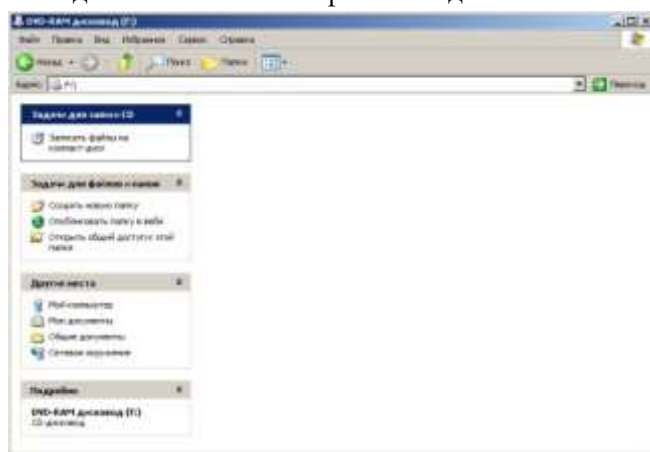 DVD-RAM дисковод (F:)
Файл Правка Вид Избранное Сервис Справка
Назад Поиск Папки
Адрес: F:\ Переход
Задачи для записи CD
Записать файлы на
компакт-диск
Задачи для файлов и папок
Создать новую папку
Опубликовать папку в вебе
Открыть общий доступ к этой
папке
Другие места
Мой компьютер
Мои документы
Общие документы
Сетевое окружение
Подробно
DVD-RAM дисковод (F:)
CD-дисковод